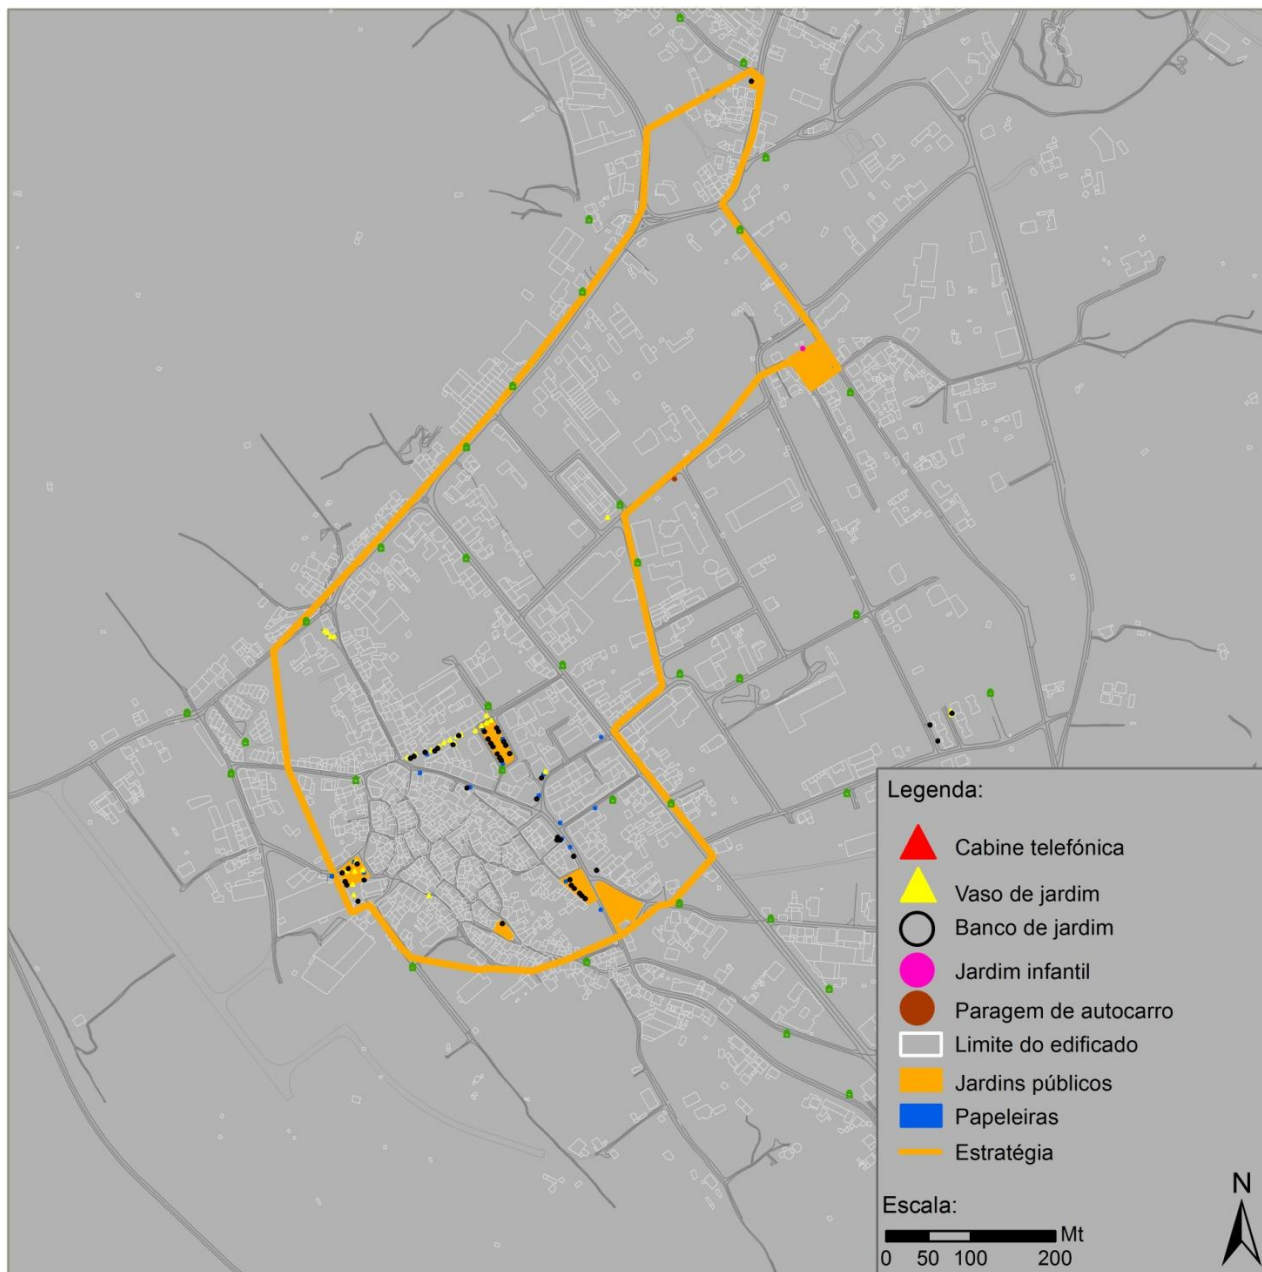 Legenda:
Cabine telefónica
Vaso de jardim
Banco de jardim
Jardim infantil
Paragem de autocarro
Limite do edificado
Jardins públicos
Papeleiras
Estratégia
Escala:
Mt
0 50 100 200
N